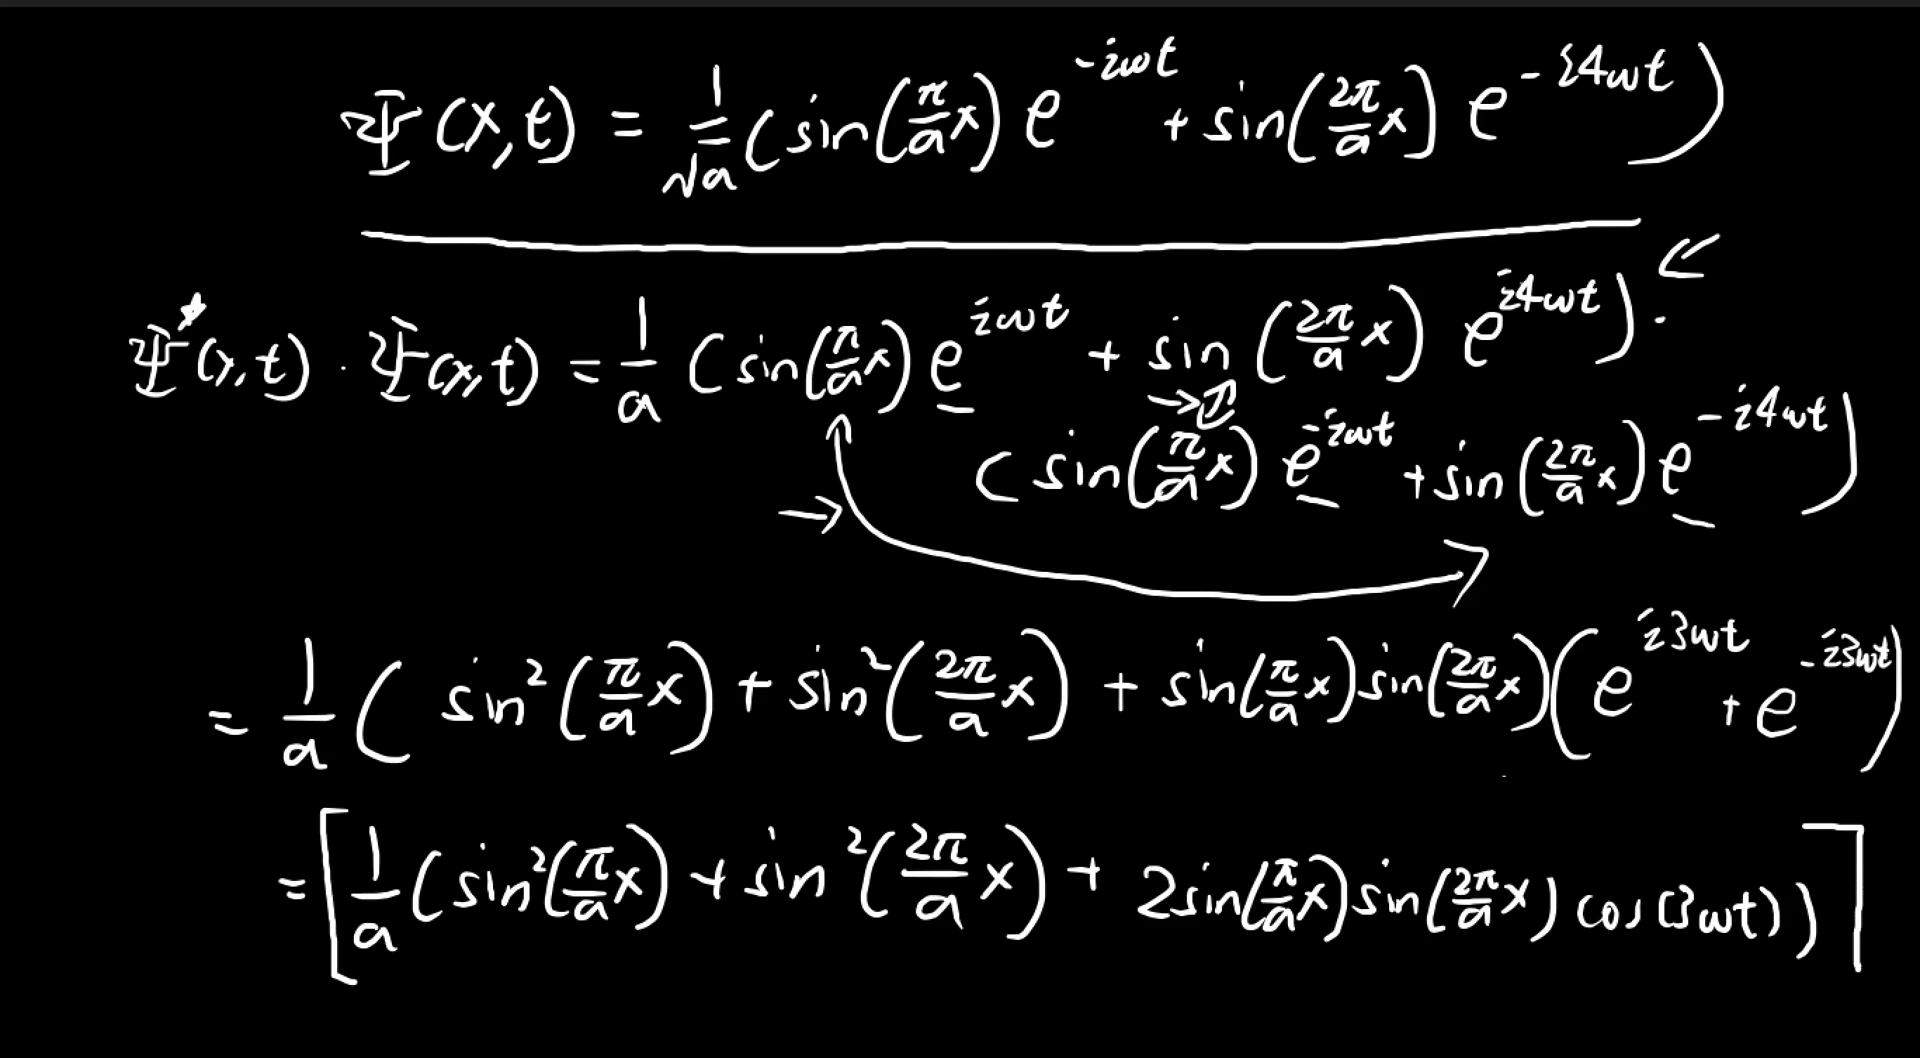 Ψ(x,t) = 1/√a (sin(π/a x) e^{-iωt} + sin(2π/a x) e^{-i4ωt})
Ψ*(x,t) · Ψ(x,t) = 1/a (sin(π/a x) e^{iωt} + sin(2π/a x) e^{i4ωt}) ·
(sin(π/a x) e^{-iωt} + sin(2π/a x) e^{-i4ωt})
= 1/a (sin²(π/a x) + sin²(2π/a x) + sin(π/a x) sin(2π/a x) (e^{i3ωt} + e^{-i3ωt})
= [1/a (sin²(π/a x) + sin²(2π/a x) + 2sin(π/a x) sin(2π/a x) cos(3ωt))]